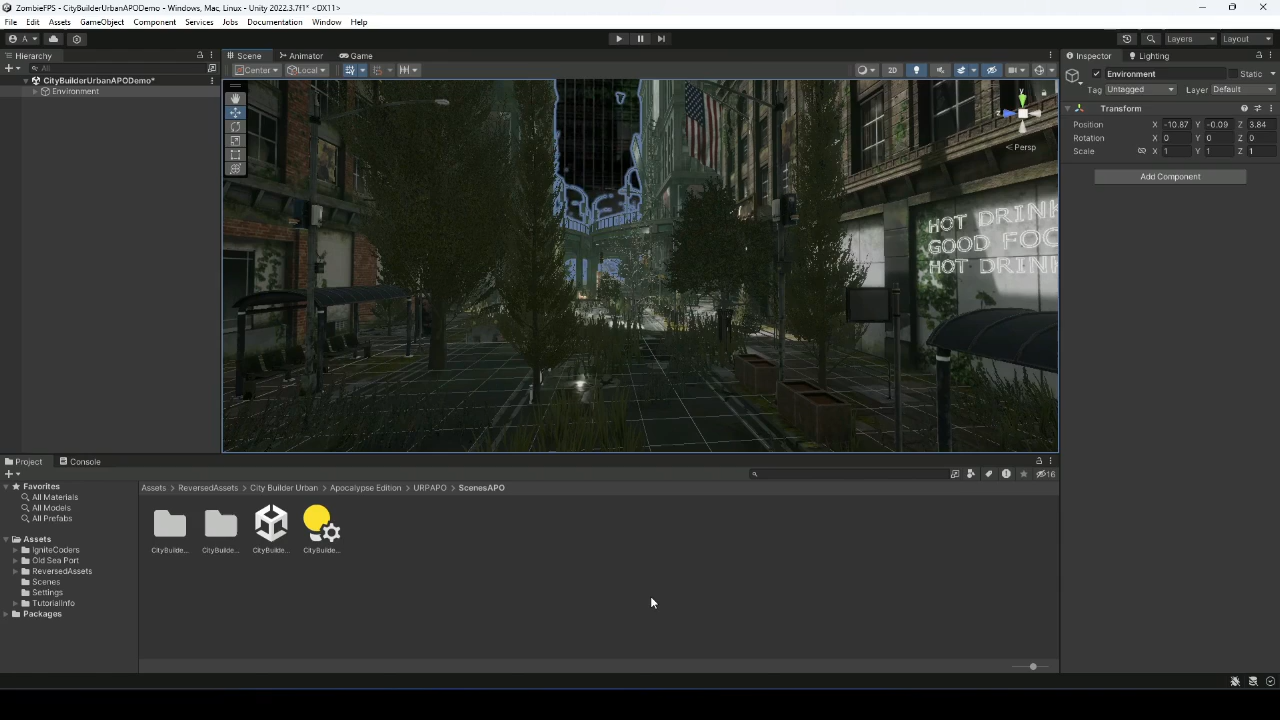 ZombieFPS - CityBuilderUrbanAPODemo - Windows, Mac, Linux - Unity 2022.3.7f1* <DX11>
File Edit Assets GameObject Component Services Jobs Documentation Window Help
A
Layers Layout
Hierarchy
Scene Animator Game
Inspector Lighting
All
Center Local
2D
CityBuilderUrbanAPODemo*
Environment
Environment
Static
Tag Untagged Layer Default
Transform
Position X -10.87 Y -0.09 Z 3.84
Rotation X 0 Y 0 Z 0
Scale X 1 Y 1 Z 1
Add Component
Persp
HOT DRINK
GOOD FOO
HOT DRINK
Project Console
16
Favorites
All Materials
All Models
All Prefabs
Assets
IgniteCoders
Old Sea Port
ReversedAssets
Scenes
Settings
TutorialInfo
Packages
Assets > ReversedAssets > City Builder Urban > Apocalypse Edition > URPAPO > ScenesAPO
CityBuilde... CityBuilde... CityBuilde... CityBuilde...